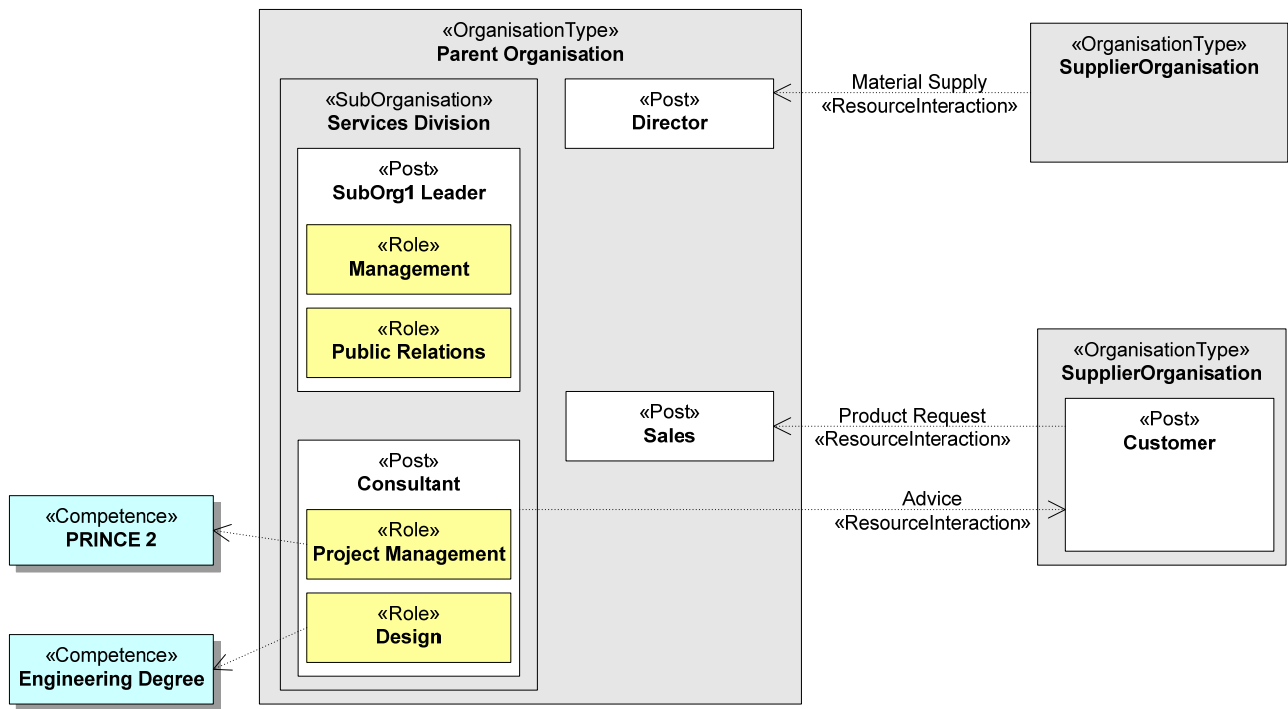 «OrganisationType»
Parent Organisation
«SubOrganisation»
Services Division
«Post»
SubOrg1 Leader
«Role»
Management
«Role»
Public Relations
«Post»
Consultant
«Role»
Project Management
«Role»
Design
«Post»
Director
«Post»
Sales
Material Supply
«ResourceInteraction»
«OrganisationType»
SupplierOrganisation
Product Request
«ResourceInteraction»
Advice
«ResourceInteraction»
«OrganisationType»
SupplierOrganisation
«Post»
Customer
«Competence»
PRINCE 2
«Competence»
Engineering Degree